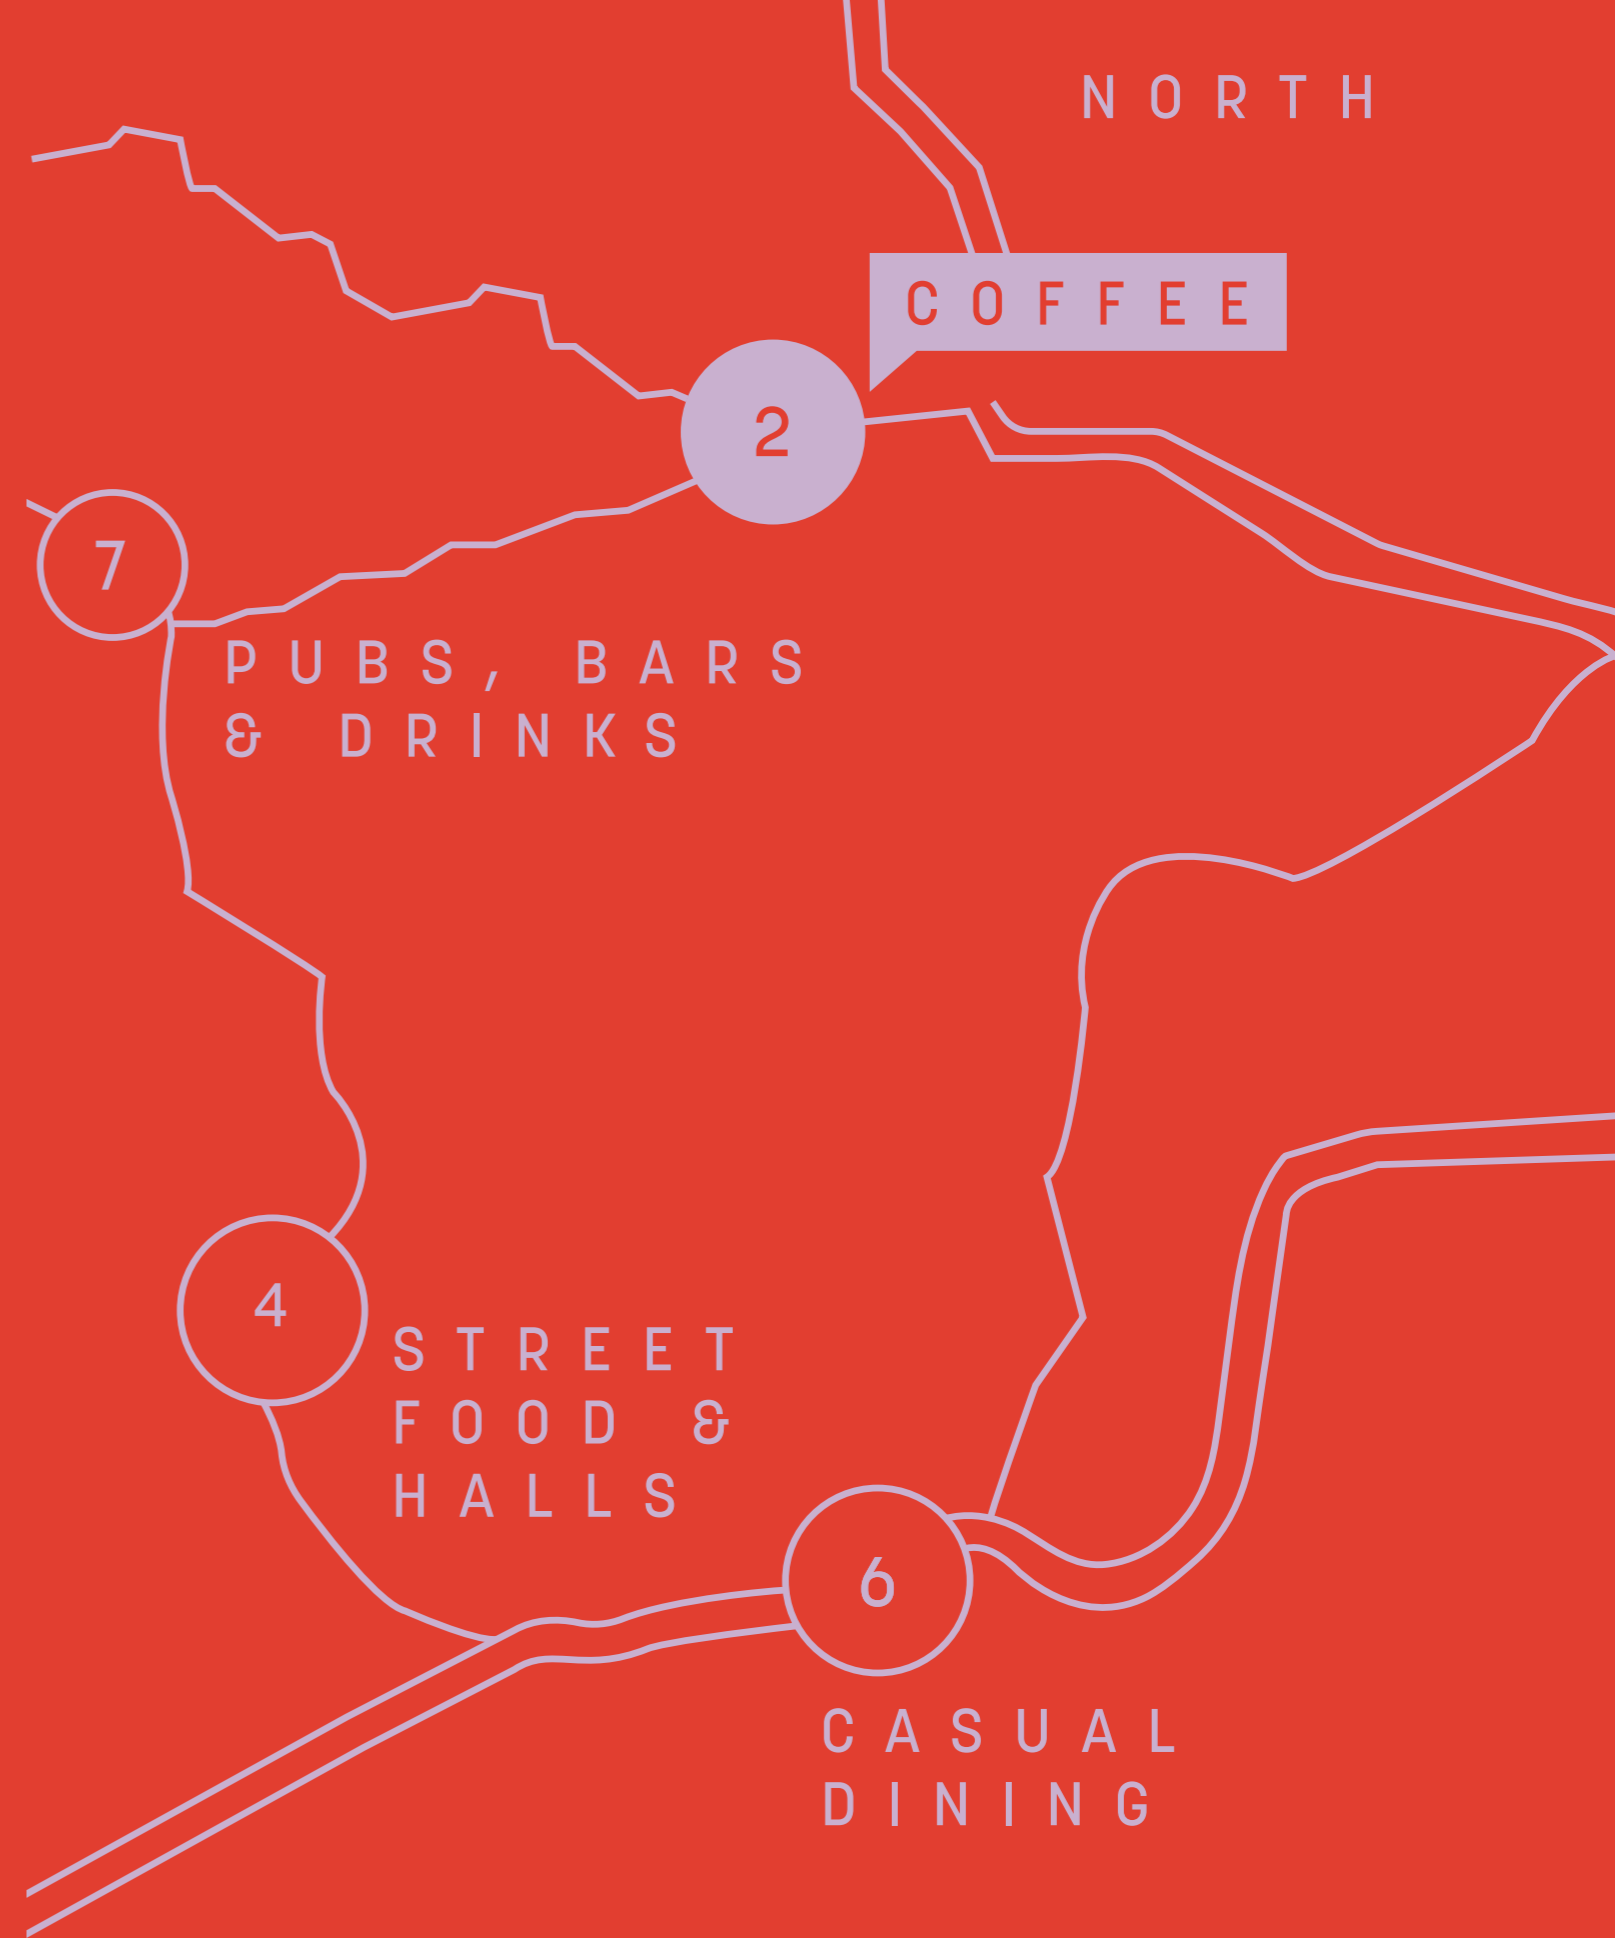 NORTH
COFFEE
2
7
PUBS, BARS
& DRINKS
4
STREET
FOOD &
HALLS
6
CASUAL
DINING